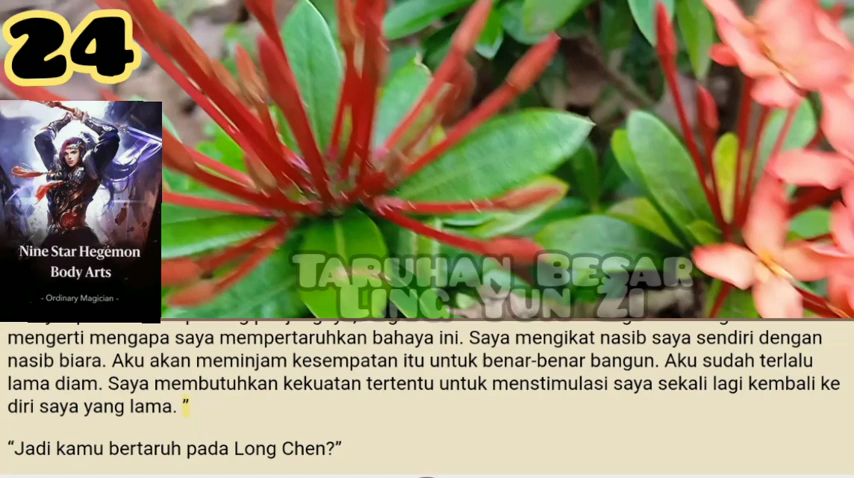 24
TARUHAN BESAR
LING YUN ZI
Nine Star Hegemon
Body Arts
- Ordinary Magician -
mengerti mengapa saya mempertaruhkan bahaya ini. Saya mengikat nasib saya sendiri dengan
nasib biara. Aku akan meminjam kesempatan itu untuk benar-benar bangun. Aku sudah terlalu
lama diam. Saya membutuhkan kekuatan tertentu untuk menstimulasi saya sekali lagi kembali ke
diri saya yang lama. ”
“Jadi kamu bertaruh pada Long Chen?”